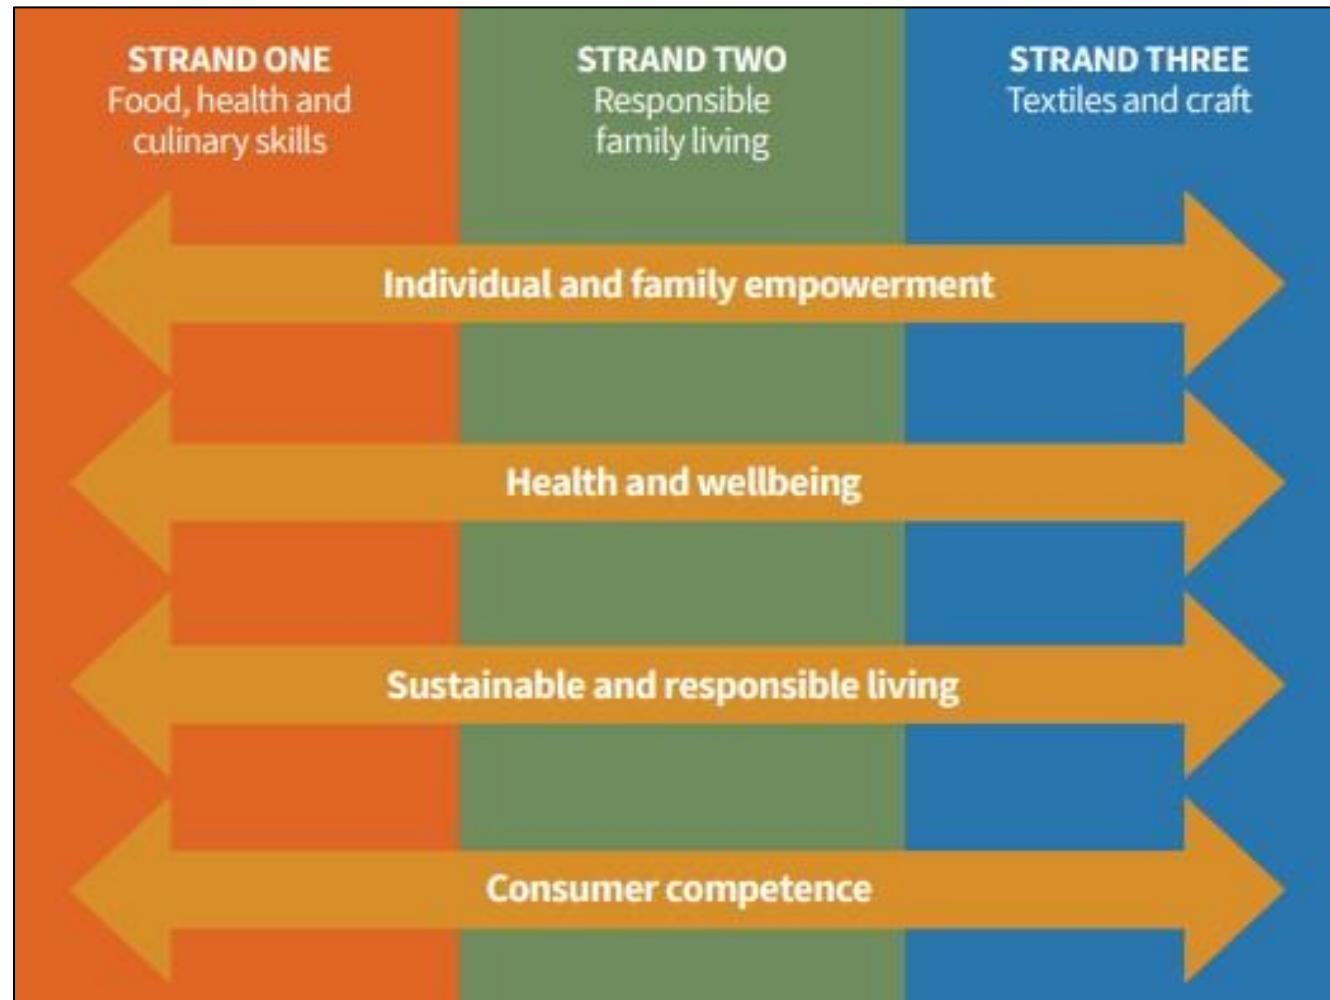 STRAND ONE
Food, health and
culinary skills
STRAND TWO
Responsible
family living
STRAND THREE
Textiles and craft
Individual and family empowerment
Health and wellbeing
Sustainable and responsible living
Consumer competence